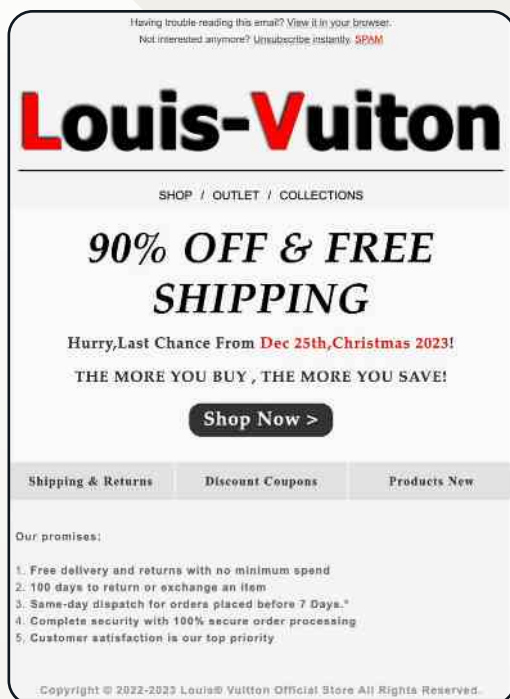 Having trouble reading this email? View it in your browser.
Not interested anymore? Unsubscribe instantly. SPAM
Louis-Vuiton
SHOP / OUTLET / COLLECTIONS
90% OFF & FREE
SHIPPING
Hurry,Last Chance From Dec 25th,Christmas 2023!
THE MORE YOU BUY , THE MORE YOU SAVE!
Shop Now >
Shipping & Returns Discount Coupons Products New
Our promises:
1. Free delivery and returns with no minimum spend
2. 100 days to return or exchange an item
3. Same-day dispatch for orders placed before 7 Days.*
4. Complete security with 100% secure order processing
5. Customer satisfaction is our top priority
Copyright © 2022-2023 Louis® Vuitton Official Store All Rights Reserved.